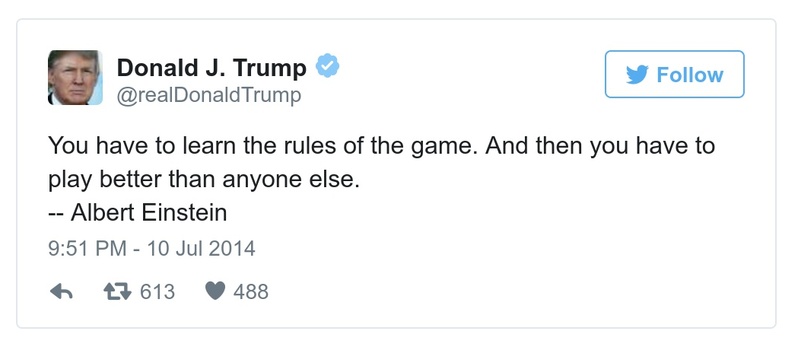 Donald J. Trump
@realDonaldTrump
Follow
You have to learn the rules of the game. And then you have to
play better than anyone else.
-- Albert Einstein
9:51 PM - 10 Jul 2014
613 488